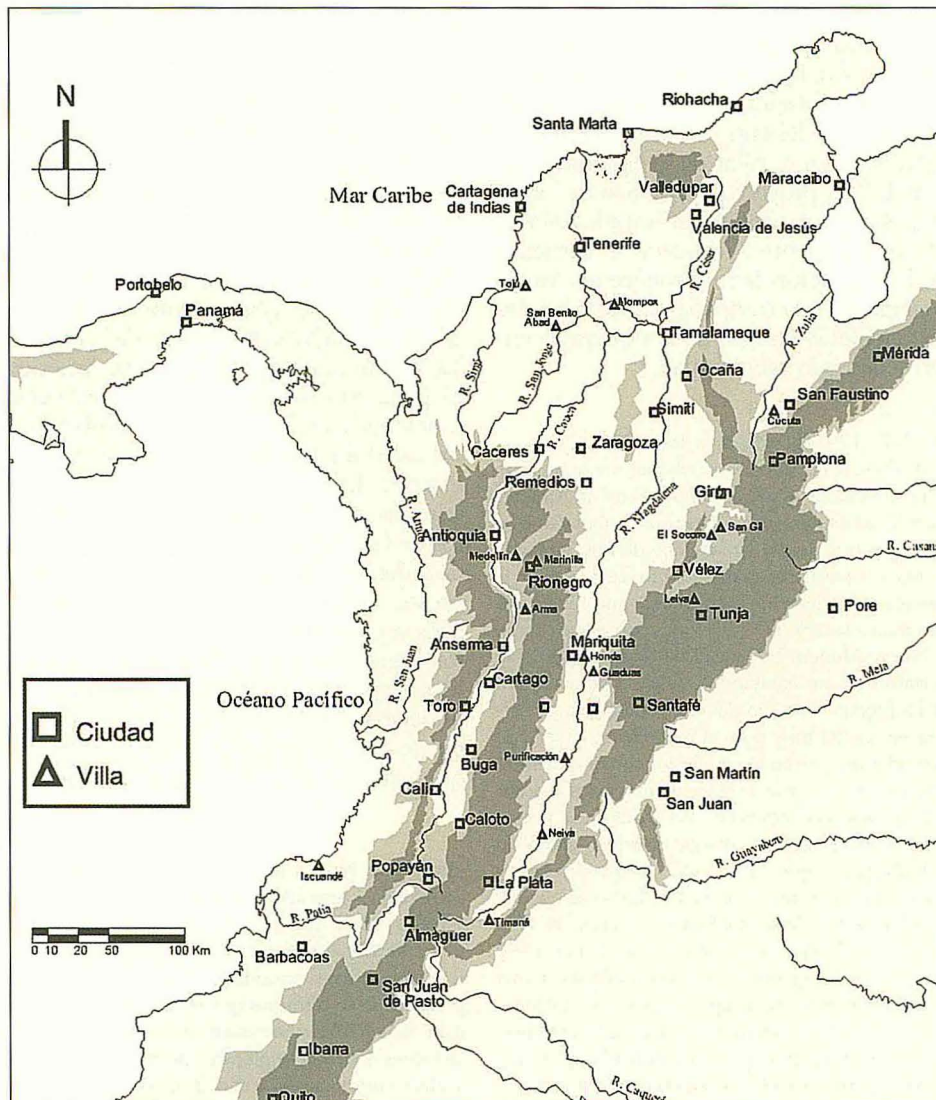 N
Riohacha
Santa Marta
Maracaibo
Valledupar
Mar Caribe
Cartagena
de Indias
Valencia de Jesús
Tenerife
R. César
Portobelo
Tolú
Mompox
Panamá
San Benito
Abad
Tamalameque
R. Zulia
Mérida
R. Sinú
R. San Jorge
Ocaña
San Faustino
Simití
Cúcuta
R. Cauca
Cáceres
Zaragoza
Pamplona
Remedios
Girón
R. Magdalena
R. Atrato
San Gil
El Socorro
Antioquia
Medellín
Marinilla
R. Casana
Rionegro
Vélez
Leiva
Arma
Tunja
Pore
Anserma
Mariquita
Honda
R. San Juan
Guaduas
R. Meta
Cartago
Océano Pacífico
Toro
Santafé
Ciudad
Buga
Purificación
Villa
San Martín
Cali
San Juan
Caloto
Neiva
R. Guayabero
Iscuandé
Popayán
La Plata
R. Patía
Timaná
Almaguer
0 10 20 50 100 Km
Barbacoas
San Juan
de Pasto
Ibarra
R. Caquetá
Quito